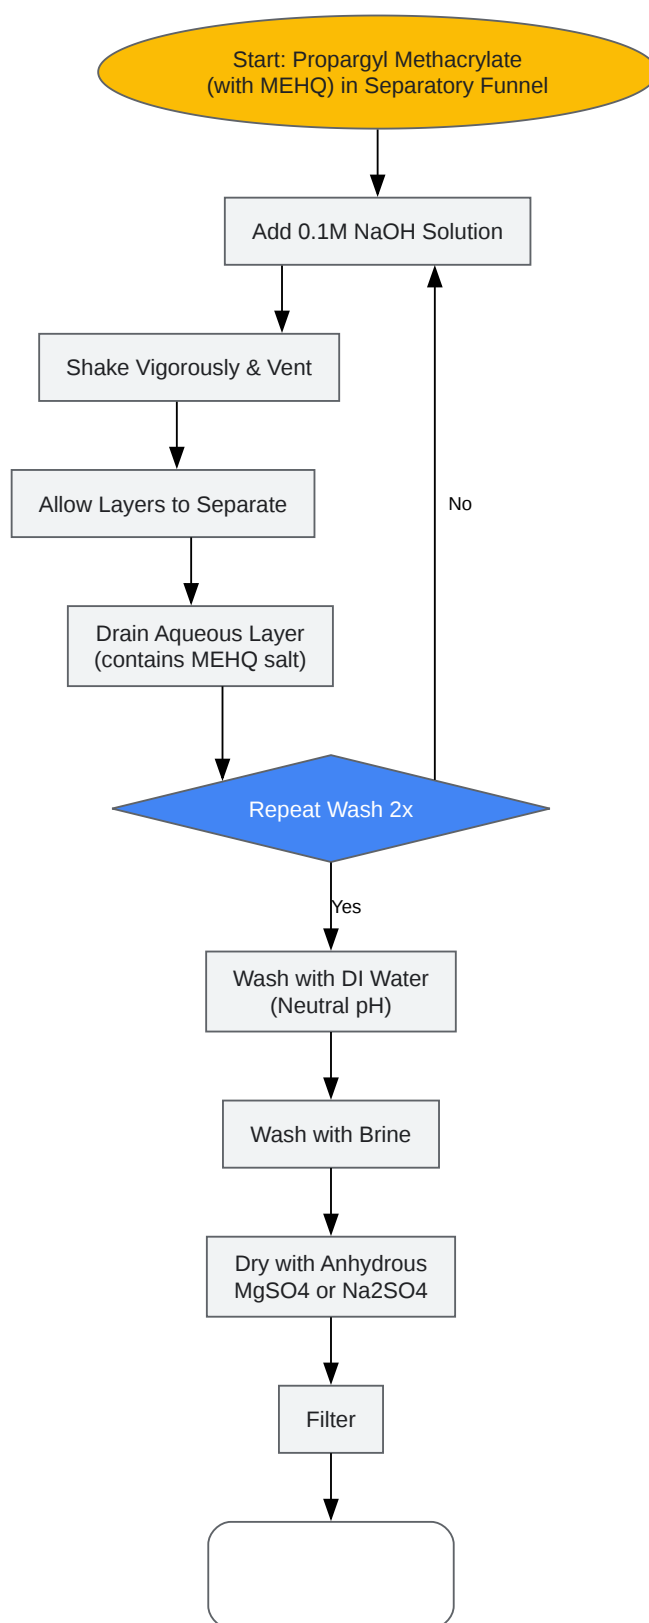 Start: Propargyl Methacrylate
(with MEHQ) in Separatory Funnel
Add 0.1M NaOH Solution
Shake Vigorously & Vent
Allow Layers to Separate
No
Drain Aqueous Layer
(contains MEHQ salt)
Repeat Wash 2x
Yes
Wash with DI Water
(Neutral pH)
Wash with Brine
Dry with Anhydrous
MgSO4 or Na2SO4
Filter